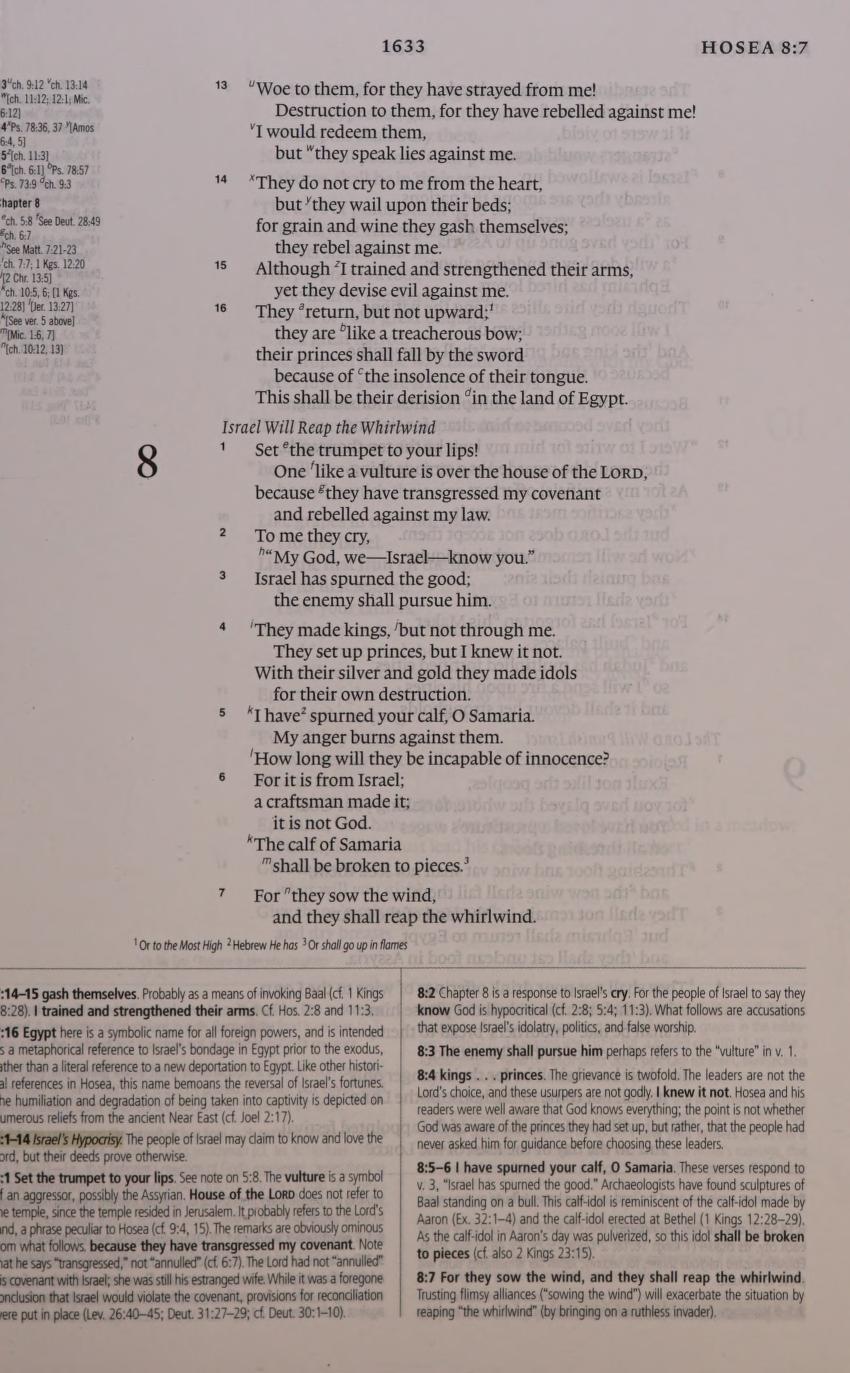 1633
HOSEA 8:7
3 u ch. 9:12 v ch. 13:14
w [ch. 11:12; 12:1; Mic.
6:12]
4 x Ps. 78:36, 37 y [Amos
6:4, 5]
5 z [ch. 11:3]
6 a [ch. 6:1] b Ps. 78:57
c Ps. 73:9 d ch. 9:3
hapter 8
e ch. 5:8 f See Deut. 28:49
g ch. 6:7
h See Matt. 7:21-23
i ch. 7:7; 1 Kgs. 12:20
j [2 Chr. 13:5]
k ch. 10:5, 6; [1 Kgs.
12:28] l [Jer. 13:27]
k [See ver. 5 above]
m [Mic. 1:6, 7]
n [ch. 10:12, 13]
13 u Woe to them, for they have strayed from me!
Destruction to them, for they have rebelled against me!
v I would redeem them,
but w they speak lies against me.
14 x They do not cry to me from the heart,
but y they wail upon their beds;
for grain and wine they gash themselves;
they rebel against me.
15 Although z I trained and strengthened their arms,
yet they devise evil against me.
16 They a return, but not upward;1
they are b like a treacherous bow;
their princes shall fall by the sword
because of c the insolence of their tongue.
This shall be their derision d in the land of Egypt.
Israel Will Reap the Whirlwind
8
1 Set e the trumpet to your lips!
One f like a vulture is over the house of the LORD,
because g they have transgressed my covenant
and rebelled against my law.
2 To me they cry,
h "My God, we—Israel—know you."
3 Israel has spurned the good;
the enemy shall pursue him.
4 i They made kings, j but not through me.
They set up princes, but I knew it not.
With their silver and gold they made idols
for their own destruction.
5 k I have2 spurned your calf, O Samaria.
My anger burns against them.
l How long will they be incapable of innocence?
6 For it is from Israel;
a craftsman made it;
it is not God.
k The calf of Samaria
m shall be broken to pieces.3
7 For n they sow the wind,
and they shall reap the whirlwind.
1 Or to the Most High 2 Hebrew He has 3 Or shall go up in flames
:14–15 gash themselves. Probably as a means of invoking Baal (cf. 1 Kings
8:28). I trained and strengthened their arms. Cf. Hos. 2:8 and 11:3.
:16 Egypt here is a symbolic name for all foreign powers, and is intended
s a metaphorical reference to Israel's bondage in Egypt prior to the exodus,
ather than a literal reference to a new deportation to Egypt. Like other histori-
al references in Hosea, this name bemoans the reversal of Israel's fortunes.
he humiliation and degradation of being taken into captivity is depicted on
umerous reliefs from the ancient Near East (cf. Joel 2:17).
:1–14 Israel's Hypocrisy. The people of Israel may claim to know and love the
ord, but their deeds prove otherwise.
:1 Set the trumpet to your lips. See note on 5:8. The vulture is a symbol
f an aggressor, possibly the Assyrian. House of the LORD does not refer to
e temple, since the temple resided in Jerusalem. It probably refers to the Lord's
nd, a phrase peculiar to Hosea (cf. 9:4, 15). The remarks are obviously ominous
om what follows, because they have transgressed my covenant. Note
at he says "transgressed," not "annulled" (cf. 6:7). The Lord had not "annulled"
is covenant with Israel; she was still his estranged wife. While it was a foregone
onclusion that Israel would violate the covenant, provisions for reconciliation
ere put in place (Lev. 26:40–45; Deut. 31:27–29; cf. Deut. 30:1–10).
8:2 Chapter 8 is a response to Israel's cry. For the people of Israel to say they
know God is hypocritical (cf. 2:8; 5:4; 11:3). What follows are accusations
that expose Israel's idolatry, politics, and false worship.
8:3 The enemy shall pursue him perhaps refers to the "vulture" in v. 1.
8:4 kings . . . princes. The grievance is twofold. The leaders are not the
Lord's choice, and these usurpers are not godly. I knew it not. Hosea and his
readers were well aware that God knows everything; the point is not whether
God was aware of the princes they had set up, but rather, that the people had
never asked him for guidance before choosing these leaders.
8:5–6 I have spurned your calf, O Samaria. These verses respond to
v. 3, "Israel has spurned the good." Archaeologists have found sculptures of
Baal standing on a bull. This calf-idol is reminiscent of the calf-idol made by
Aaron (Ex. 32:1–4) and the calf-idol erected at Bethel (1 Kings 12:28–29).
As the calf-idol in Aaron's day was pulverized, so this idol shall be broken
to pieces (cf. also 2 Kings 23:15).
8:7 For they sow the wind, and they shall reap the whirlwind.
Trusting flimsy alliances ("sowing the wind") will exacerbate the situation by
reaping "the whirlwind" (by bringing on a ruthless invader).